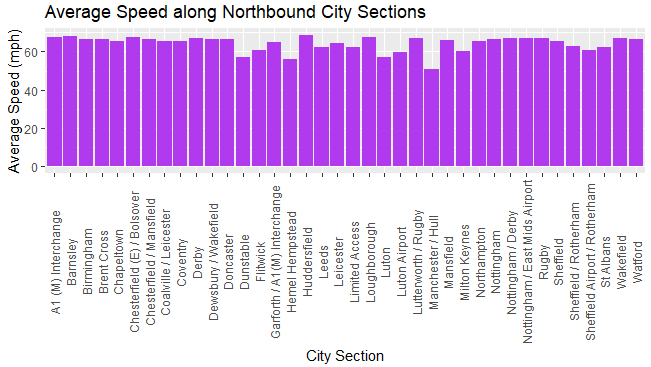 Average Speed along Northbound City Sections
Average Speed (mph)
60
40
20
0
A1 (M) Interchange
Barnsley
Birmingham
Brent Cross
Chapeltown
Chesterfield (E) / Bolsover
Chesterfield / Mansfield
Coalville / Leicester
Coventry
Derby
Dewsbury / Wakefield
Doncaster
Dunstable
Flitwick
Garforth / A1(M) Interchange
Hemel Hempstead
Huddersfield
Leeds
Leicester
Limited Access
Loughborough
Luton
Luton Airport
Lutterworth / Rugby
Manchester / Hull
Mansfield
Milton Keynes
Northampton
Nottingham
Nottingham / Derby
Nottingham / East Mids Airport
Rugby
Sheffield
Sheffield / Rotherham
Sheffield Airport / Rotherham
St Albans
Wakefield
Watford
City Section